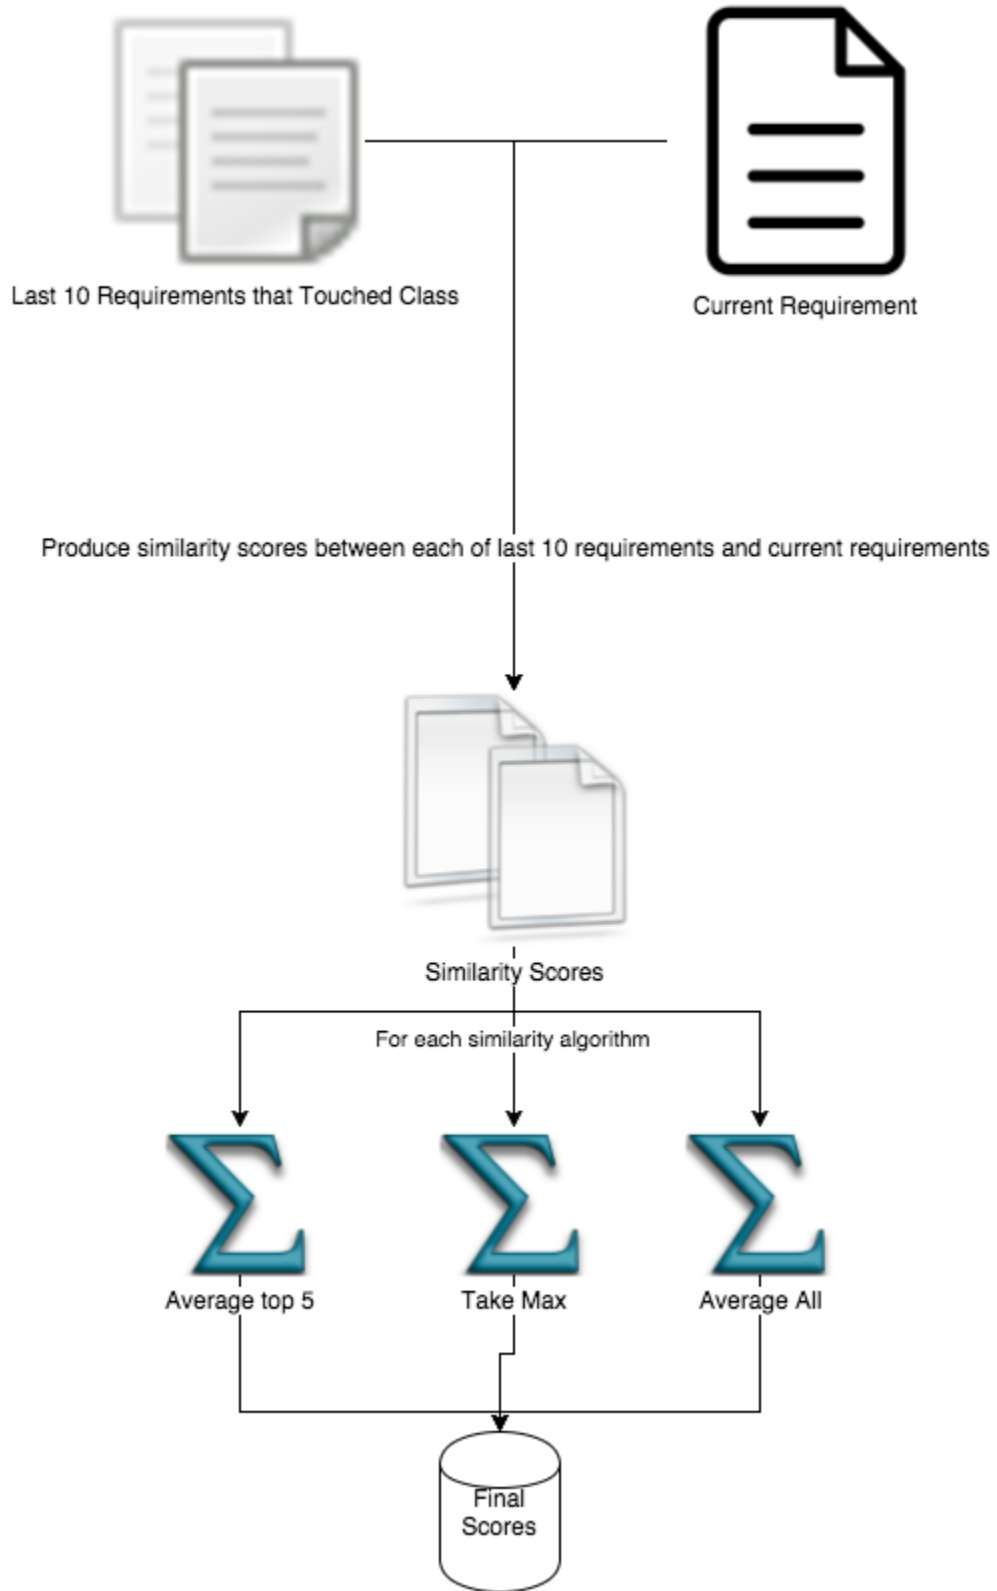 Last 10 Requirements that Touched Class
Current Requirement
Produce similarity scores between each of last 10 requirements and current requirements
Similarity Scores
For each similarity algorithm
Average top 5
Take Max
Average All
Final
Scores